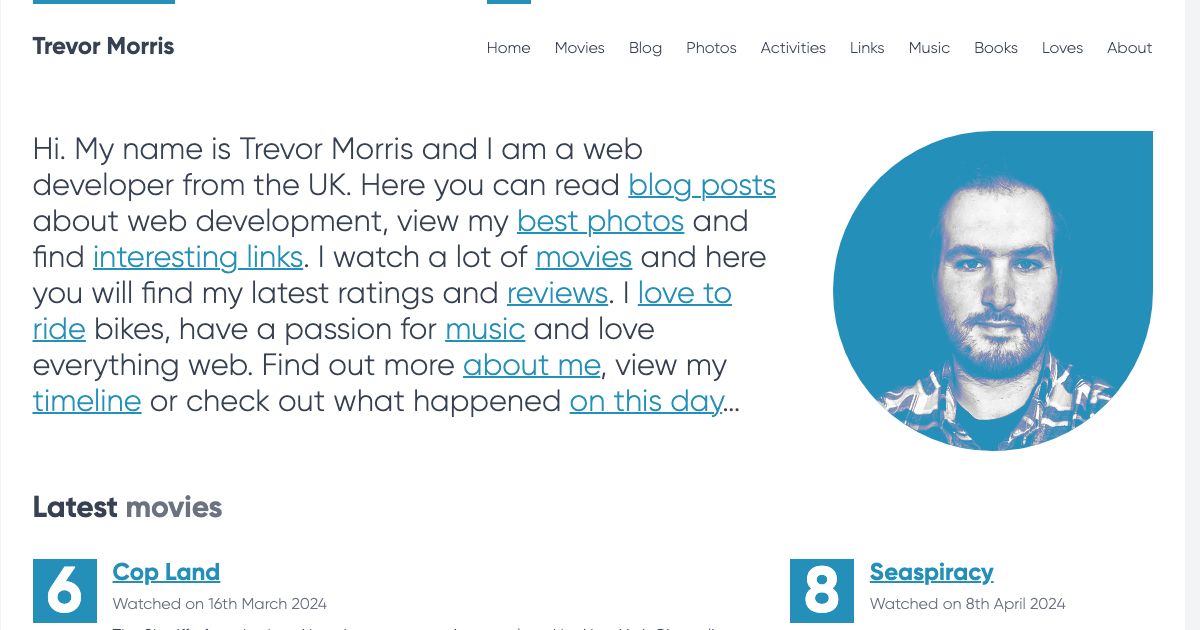 Trevor Morris
Home Movies Blog Photos Activities Links Music Books Loves About
Hi. My name is Trevor Morris and I am a web
developer from the UK. Here you can read blog posts
about web development, view my best photos and
find interesting links. I watch a lot of movies and here
you will find my latest ratings and reviews. I love to
ride bikes, have a passion for music and love
everything web. Find out more about me, view my
timeline or check out what happened on this day...
Latest movies
6
Cop Land
Watched on 16th March 2024
8
Seaspiracy
Watched on 8th April 2024